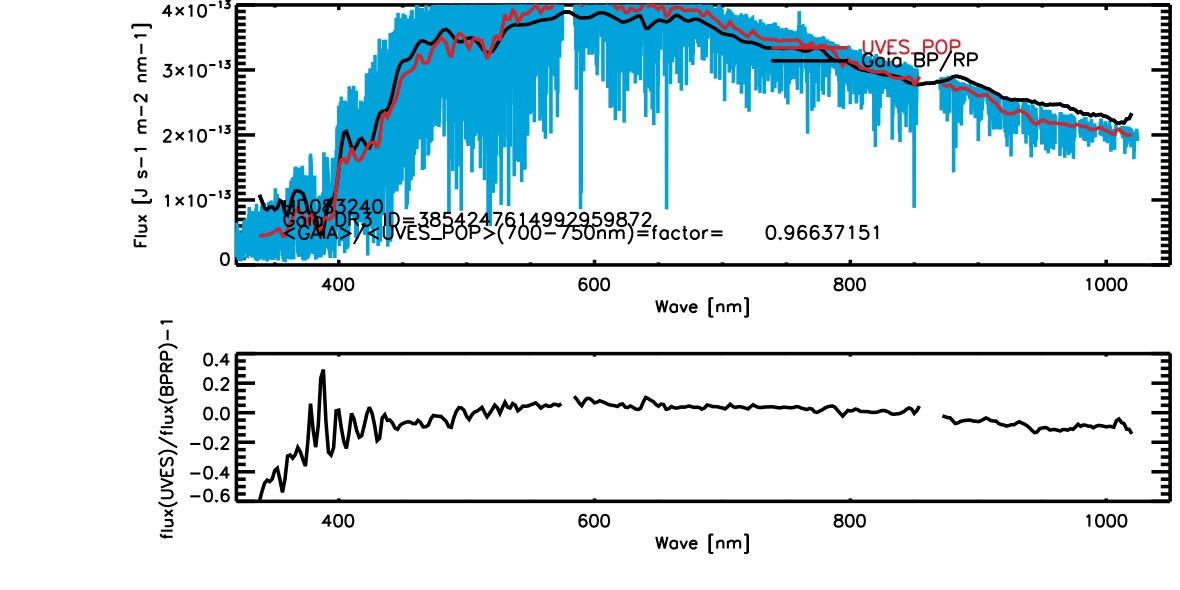 4×10−13
3×10−13
2×10−13
1×10−13
0
Flux [J s−1 m−2 nm−1]
UVES_POP
Gaia BP/RP
HD083240
Gaia DR3 ID=38542476149929​59872
<GAIA>/<UVES_POP>(700−750nm)=factor= 0.96637151
400 600 800 1000
Wave [nm]
flux(UVES)/flux(BPRP)−1
0.4
0.2
0.0
−0.2
−0.4
−0.6
400 600 800 1000
Wave [nm]